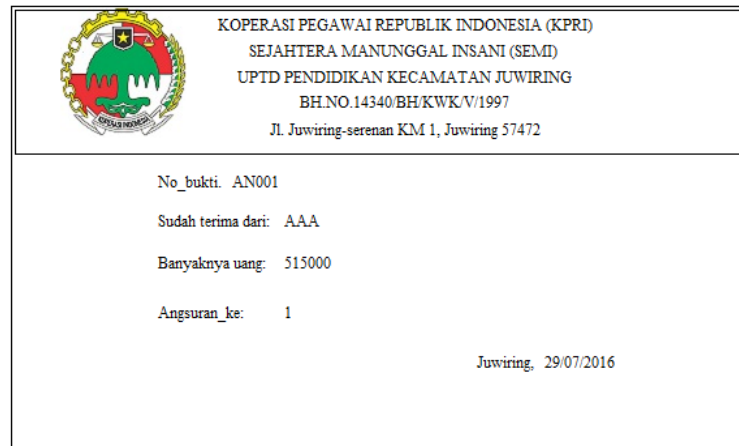 KOPERASI PEGAWAI REPUBLIK INDONESIA (KPRI)
SEJAHTERA MANUNGGAL INSANI (SEMI)
UPTD PENDIDIKAN KECAMATAN JUWIRING
BH.NO.14340/BH/KWK/V/1997
Jl. Juwiring-serenan KM 1, Juwiring 57472
KOPERASI INDONESIA
No_bukti. AN001
Sudah terima dari: AAA
Banyaknya uang: 515000
Angsuran_ke: 1
Juwiring, 29/07/2016